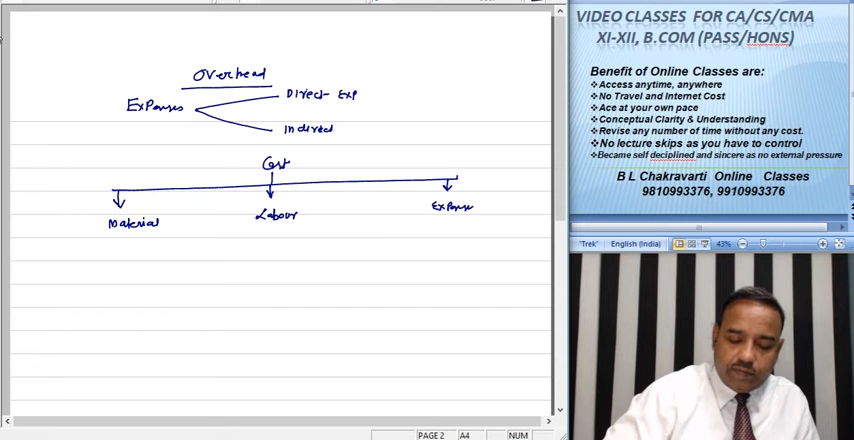 Overhead
Expenses
Direct- Exp
Indirect
Cost
Material
Labour
Expense
PAGE 2
A4
NUM
VIDEO CLASSES FOR CA/CS/CMA
XI-XII, B.COM (PASS/HONS)
Benefit of Online Classes are:
❖Access anytime, anywhere
❖No Travel and Internet Cost
❖Ace at your own pace
❖Conceptual Clarity & Understanding
❖Revise any number of time without any cost.
❖No lecture skips as you have to control
❖Became self deciplined and sincere as no external pressure
B L Chakravarti Online Classes
9810993376, 9910993376
"Trek"
English (India)
43%